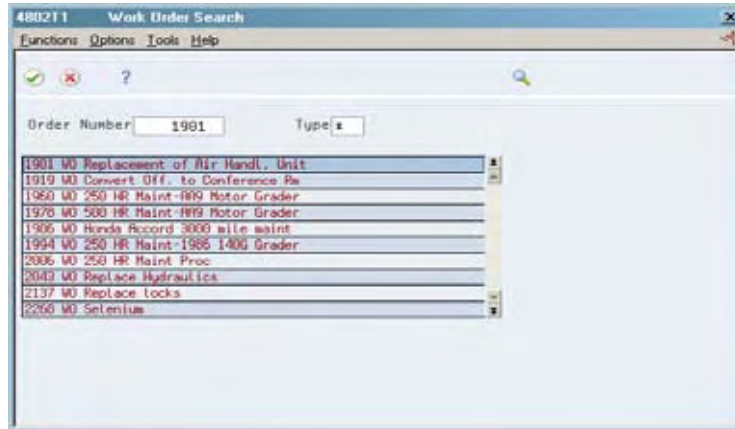 480211 Work Order Search
Functions Options Tools Help
?
Order Number 1901 Type *
1901 WO Replacement of Air Handl. Unit
1919 WO Convert Off. to Conference Rm
1960 WO 250 HR Maint-AA9 Motor Grader
1978 WO 500 HR Maint-AA9 Motor Grader
1986 WO Honda Accord 3000 mile maint
1994 WO 250 HR Maint-1986 140G Grader
2006 WO 250 HR Maint Proc
2043 WO Replace Hydraulics
2137 WO Replace locks
2260 WO Selenium